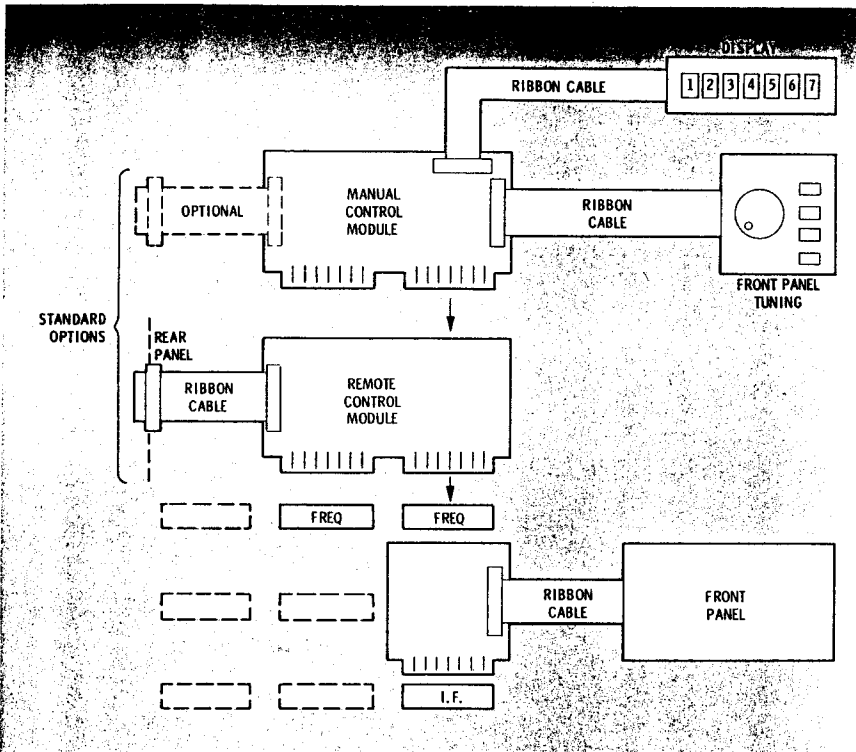 DISPLAY
RIBBON CABLE
1 2 3 4 5 6 7
OPTIONAL
MANUAL
CONTROL
MODULE
RIBBON
CABLE
FRONT PANEL
TUNING
STANDARD
OPTIONS
REAR
PANEL
RIBBON
CABLE
REMOTE
CONTROL
MODULE
FREQ
FREQ
RIBBON
CABLE
FRONT
PANEL
I.F.